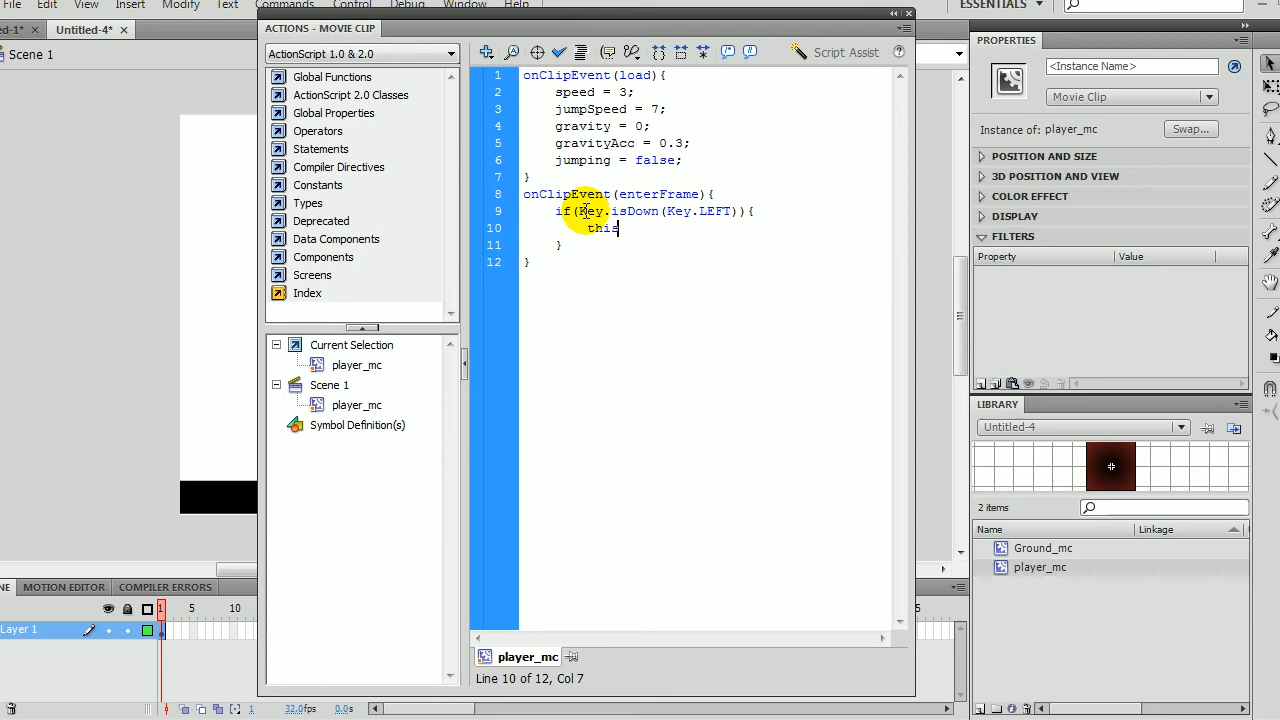 File Edit View Insert Modify Text Commands Control Debug Window Help
ESSENTIALS
ed-1* × Untitled-4* ×
Scene 1
ACTIONS - MOVIE CLIP
ActionScript 1.0 & 2.0
Script Assist
Global Functions
ActionScript 2.0 Classes
Global Properties
Operators
Statements
Compiler Directives
Constants
Types
Deprecated
Data Components
Components
Screens
Index
Current Selection
player_mc
Scene 1
player_mc
Symbol Definition(s)
1 onClipEvent(load){
2 speed = 3;
3 jumpSpeed = 7;
4 gravity = 0;
5 gravityAcc = 0.3;
6 jumping = false;
7 }
8 onClipEvent(enterFrame){
9 if(Key.isDown(Key.LEFT)){
10 this
11 }
12 }
player_mc
Line 10 of 12, Col 7
PROPERTIES
<Instance Name>
Movie Clip
Instance of: player_mc Swap...
POSITION AND SIZE
3D POSITION AND VIEW
COLOR EFFECT
DISPLAY
FILTERS
Property Value
LIBRARY
Untitled-4
2 items
Name Linkage
Ground_mc
player_mc
NE MOTION EDITOR COMPILER ERRORS
1 5 10
5
Layer 1
1 32.0fps 0.0s